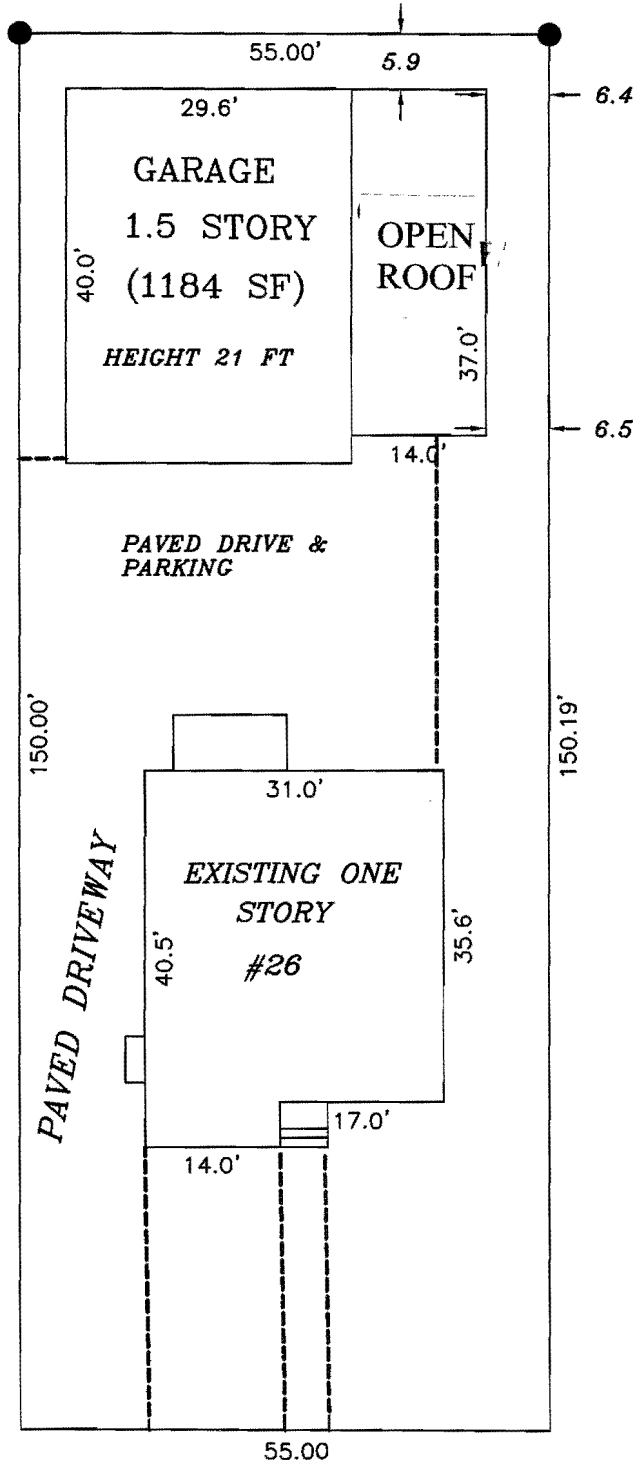 55.00'
5.9
6.4
29.6'
GARAGE
1.5 STORY
(1184 SF)
HEIGHT 21 FT
40.0'
OPEN
ROOF
37.0'
6.5
14.0'
PAVED DRIVE &
PARKING
150.00'
150.19'
31.0'
EXISTING ONE
STORY
#26
40.5'
35.6'
PAVED DRIVEWAY
17.0'
14.0'
55.00